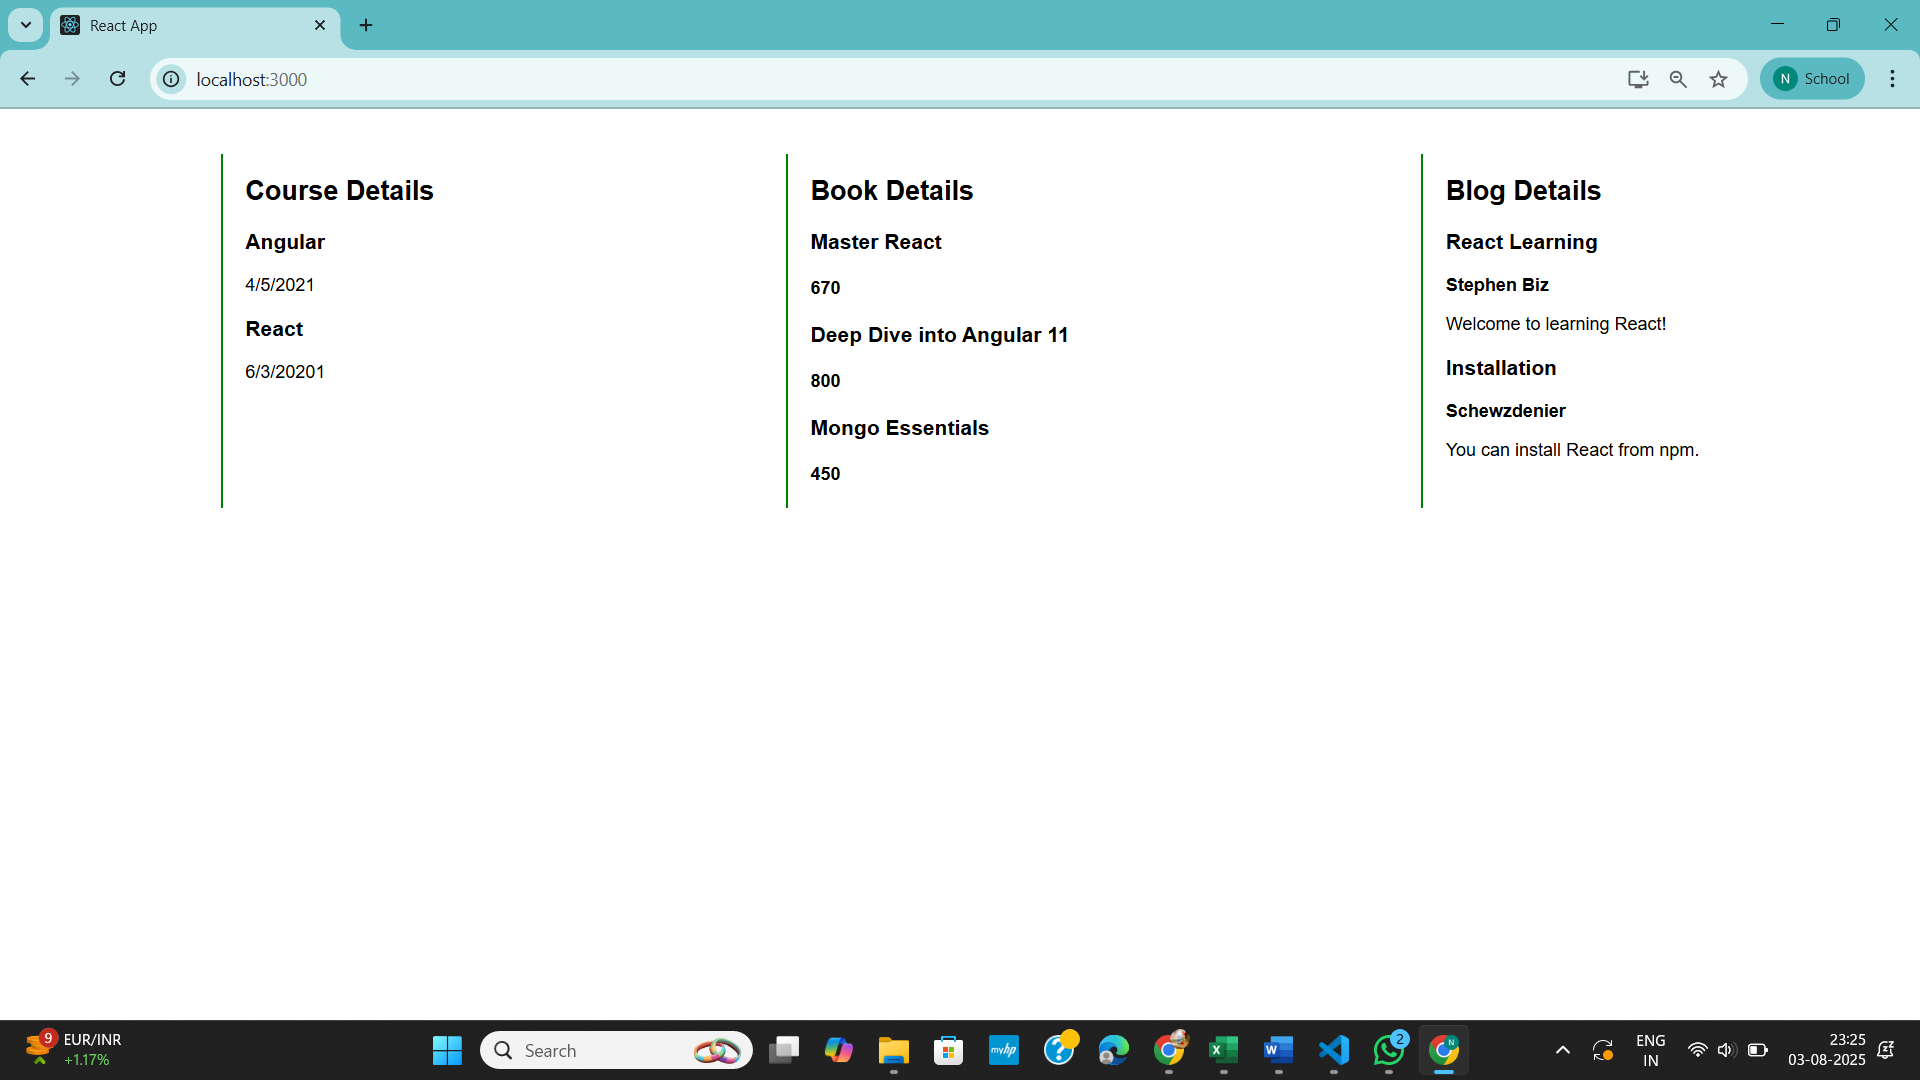 React App
localhost:3000
N School
Course Details
Angular
4/5/2021
React
6/3/20201
Book Details
Master React
670
Deep Dive into Angular 11
800
Mongo Essentials
450
Blog Details
React Learning
Stephen Biz
Welcome to learning React!
Installation
Schewzdenier
You can install React from npm.
9
EUR/INR
+1.17%
Search
myhp
2
N
ENG
IN
23:25
03-08-2025